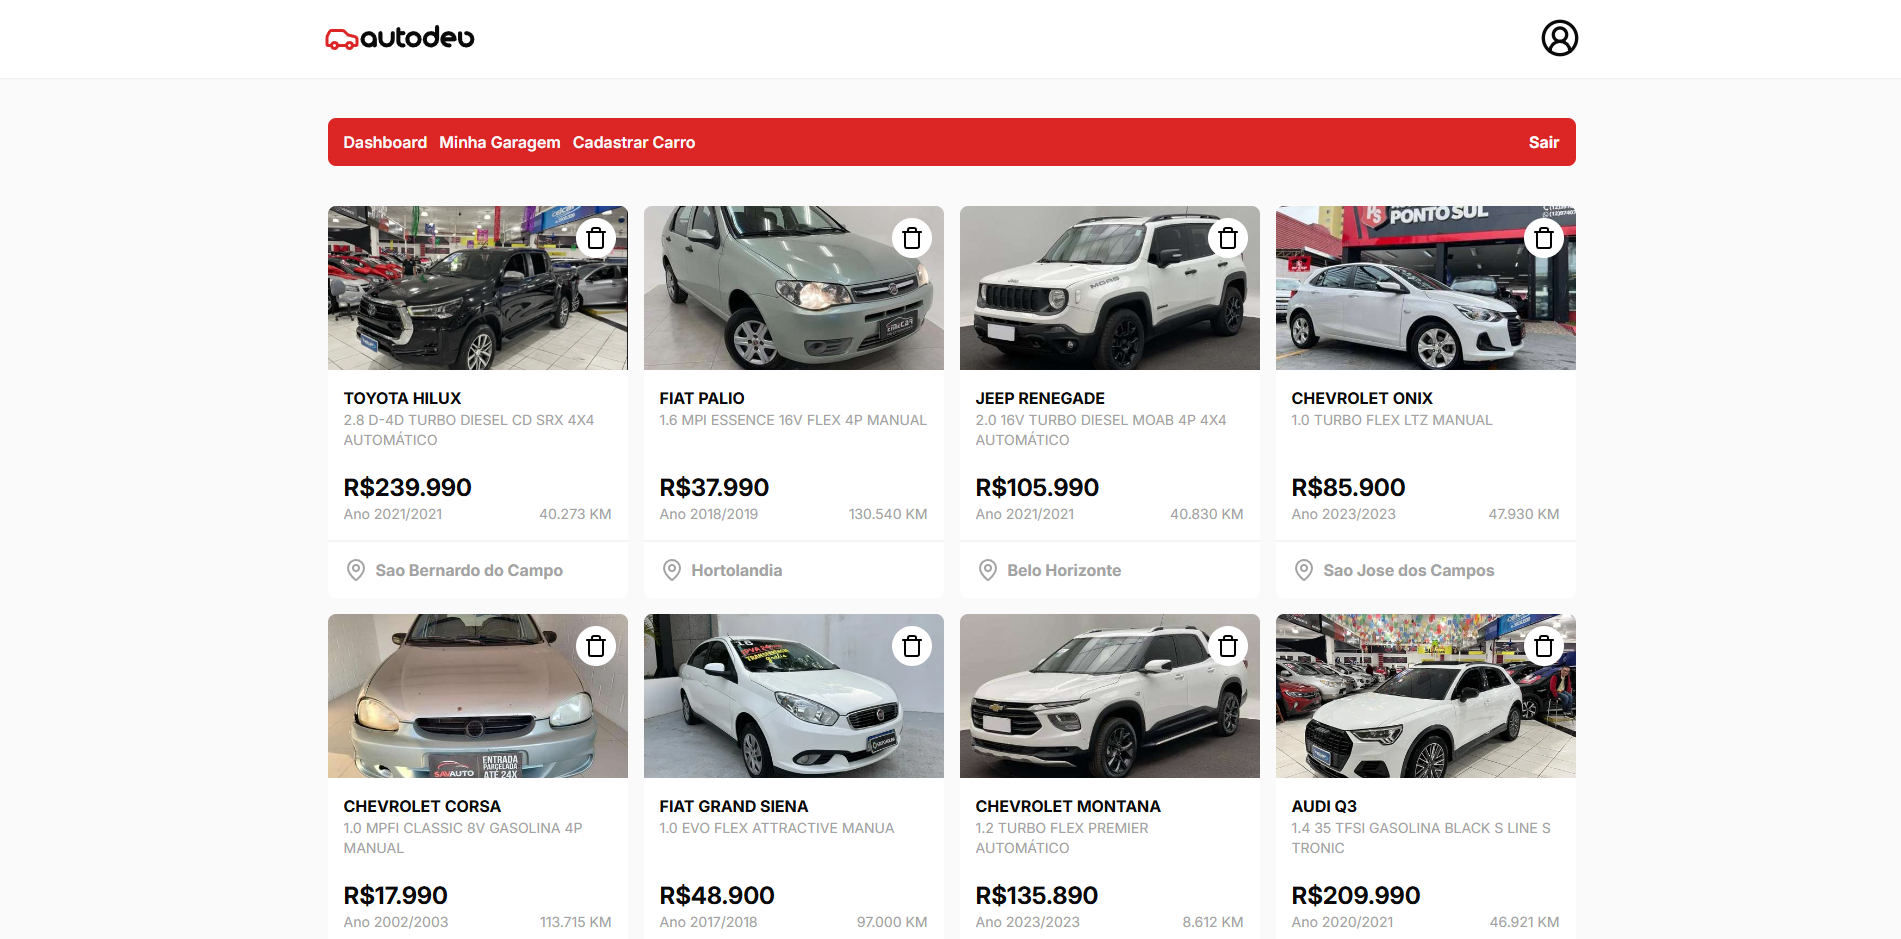 autodev
Dashboard Minha Garagem Cadastrar Carro Sair
PONTO SUL
TOYOTA HILUX
2.8 D-4D TURBO DIESEL CD SRX 4X4
AUTOMÁTICO
R$239.990
Ano 2021/2021 40.273 KM
Sao Bernardo do Campo
FIAT PALIO
1.6 MPI ESSENCE 16V FLEX 4P MANUAL
R$37.990
Ano 2018/2019 130.540 KM
Hortolandia
JEEP RENEGADE
2.0 16V TURBO DIESEL MOAB 4P 4X4
AUTOMÁTICO
R$105.990
Ano 2021/2021 40.830 KM
Belo Horizonte
CHEVROLET ONIX
1.0 TURBO FLEX LTZ MANUAL
R$85.900
Ano 2023/2023 47.930 KM
Sao Jose dos Campos
SAVAUTO
ENTRADA
PARCELADA
ATÉ 24X
CHEVROLET CORSA
1.0 MPFI CLASSIC 8V GASOLINA 4P
MANUAL
R$17.990
Ano 2002/2003 113.715 KM
FIAT GRAND SIENA
1.0 EVO FLEX ATTRACTIVE MANUA
R$48.900
Ano 2017/2018 97.000 KM
CHEVROLET MONTANA
1.2 TURBO FLEX PREMIER
AUTOMÁTICO
R$135.890
Ano 2023/2023 8.612 KM
AUDI Q3
1.4 35 TFSI GASOLINA BLACK S LINE S
TRONIC
R$209.990
Ano 2020/2021 46.921 KM